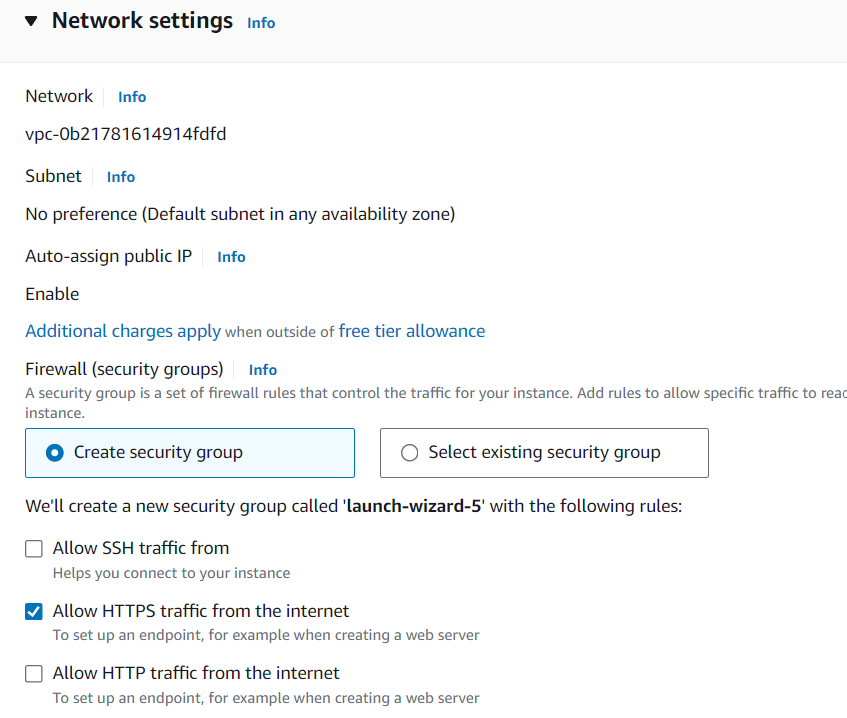 Network settings Info
Network Info
vpc-0b21781614914fdfd
Subnet Info
No preference (Default subnet in any availability zone)
Auto-assign public IP Info
Enable
Additional charges apply when outside of free tier allowance
Firewall (security groups) Info
A security group is a set of firewall rules that control the traffic for your instance. Add rules to allow specific traffic to
instance.
Create security group Select existing security group
We'll create a new security group called 'launch-wizard-5' with the following rules:
Allow SSH traffic from
Helps you connect to your instance
Allow HTTPS traffic from the internet
To set up an endpoint, for example when creating a web server
Allow HTTP traffic from the internet
To set up an endpoint, for example when creating a web server